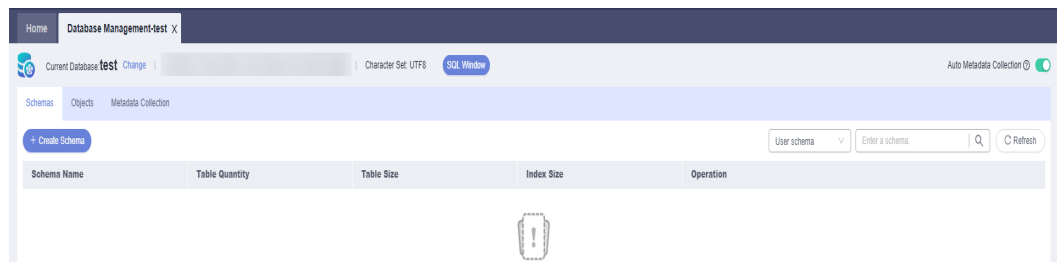 Home Database Management-test X
Current Database:test Change | | Character Set: UTF8 SQL Window Auto Metadata Collection ?
Schemas Objects Metadata Collection
+ Create Schema User schema Enter a schema. Refresh
Schema Name Table Quantity Table Size Index Size Operation
!